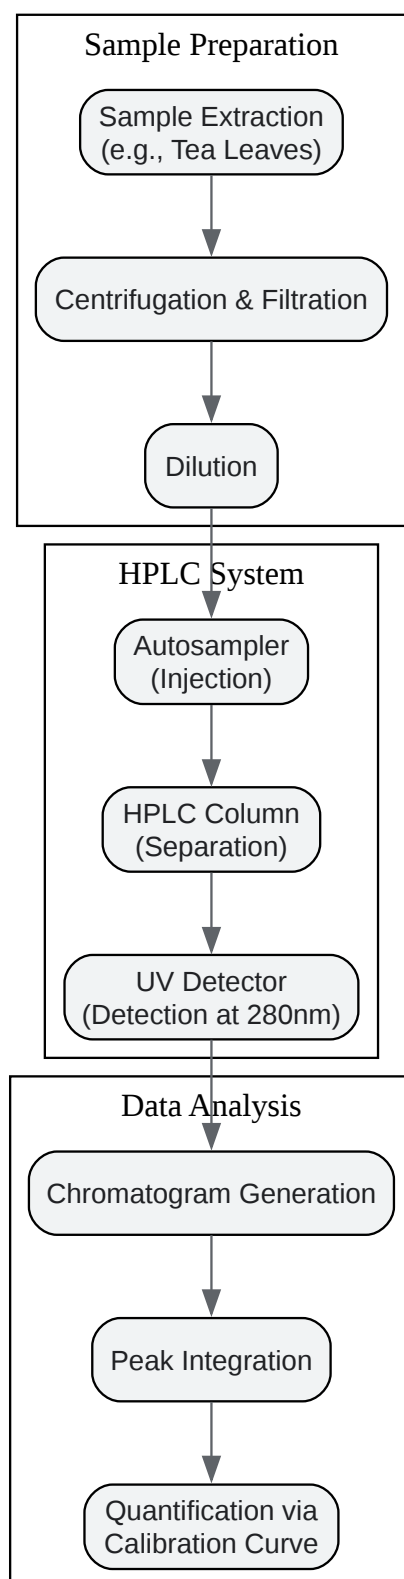 Sample Preparation
Sample Extraction
(e.g., Tea Leaves)
Centrifugation & Filtration
Dilution
HPLC System
Autosampler
(Injection)
HPLC Column
(Separation)
UV Detector
(Detection at 280nm)
Data Analysis
Chromatogram Generation
Peak Integration
Quantification via
Calibration Curve